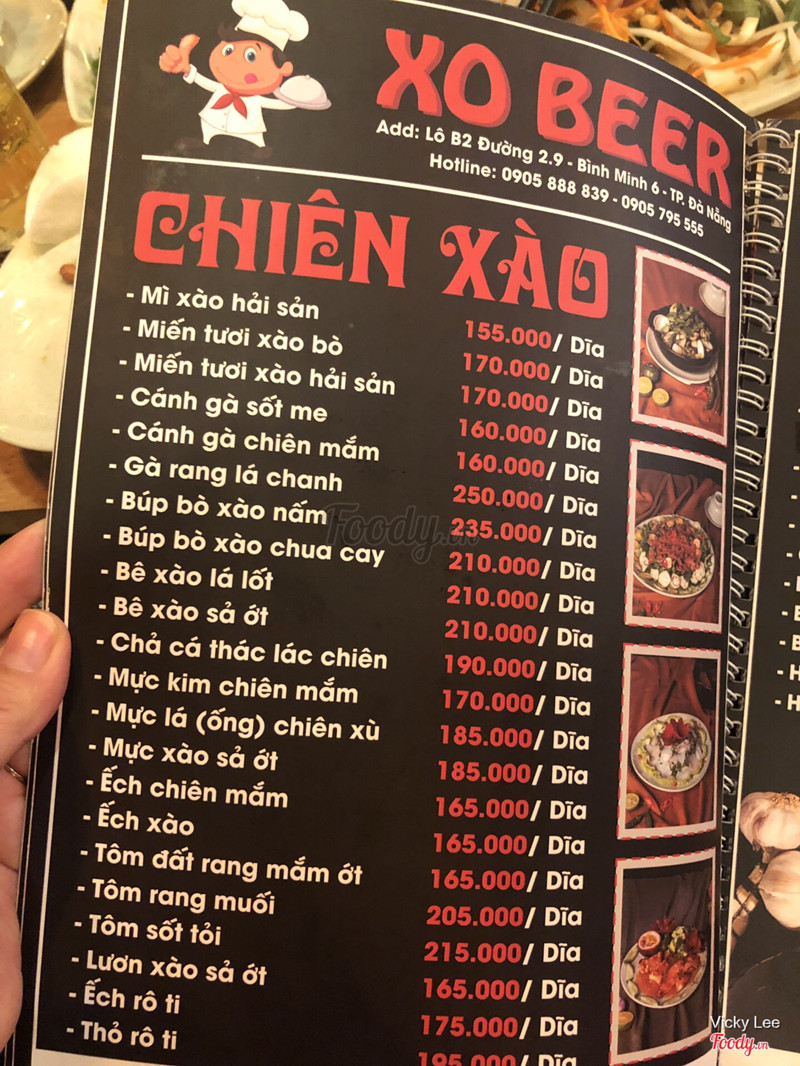 XO BEER
Add: Lô B2 Đường 2.9 - Bình Minh 6 - TP. Đà Nẵng
Hotline: 0905 888 839 - 0905 795 555
CHIÊN XÀO
- Mì xào hải sản 155.000/ Dĩa
- Miến tươi xào bò 170.000/ Dĩa
- Miến tươi xào hải sản 170.000/ Dĩa
- Cánh gà sốt me 160.000/ Dĩa
- Cánh gà chiên mắm 160.000/ Dĩa
- Gà rang lá chanh 250.000/ Dĩa
- Búp bò xào nấm 235.000/ Dĩa
- Búp bò xào chua cay 210.000/ Dĩa
- Bê xào lá lốt 210.000/ Dĩa
- Bê xào sả ớt 210.000/ Dĩa
- Chả cá thác lác chiên 190.000/ Dĩa
- Mực kim chiên mắm 170.000/ Dĩa
- Mực lá (ống) chiên xù 185.000/ Dĩa
- Mực xào sả ớt 185.000/ Dĩa
- Ếch chiên mắm 165.000/ Dĩa
- Ếch xào 165.000/ Dĩa
- Tôm đất rang mắm ớt 165.000/ Dĩa
- Tôm rang muối 205.000/ Dĩa
- Tôm sốt tỏi 215.000/ Dĩa
- Lươn xào sả ớt 165.000/ Dĩa
- Ếch rô ti 175.000/ Dĩa
- Thỏ rô ti 195.000/ Dĩa
Foody.vn
Vicky Lee
Foody.vn